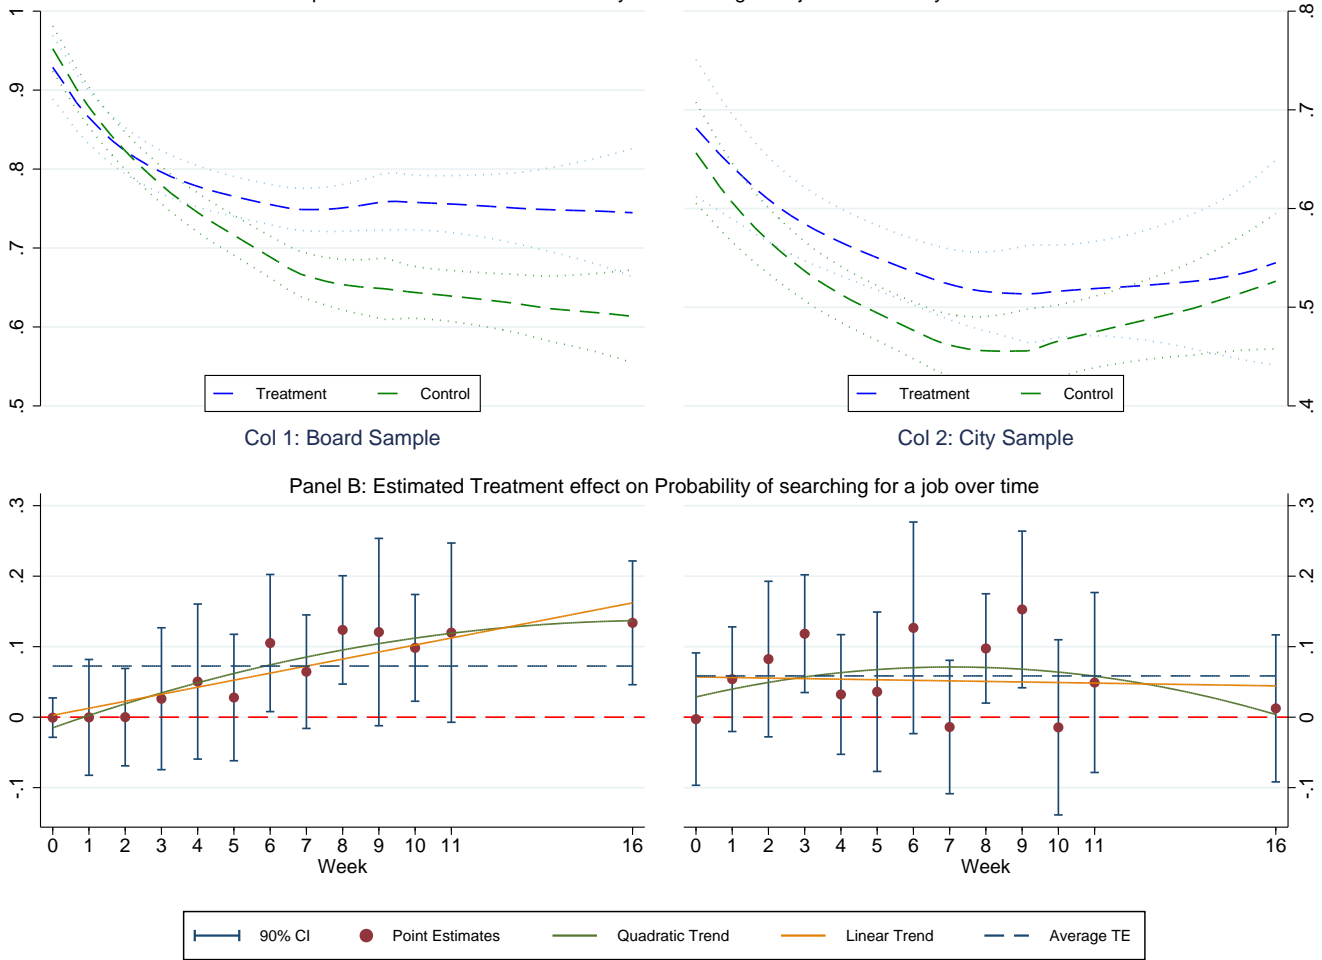 1
.9
.8
.7
.6
.5
Treatment Control
Col 1: Board Sample
.8
.7
.6
.5
.4
Treatment Control
Col 2: City Sample
Panel B: Estimated Treatment effect on Probability of searching for a job over time
.3
.2
.1
0
-.1
0 1 2 3 4 5 6 7 8 9 10 11 16
Week
.3
.2
.1
0
-.1
0 1 2 3 4 5 6 7 8 9 10 11 16
Week
90% CI Point Estimates Quadratic Trend Linear Trend Average TE